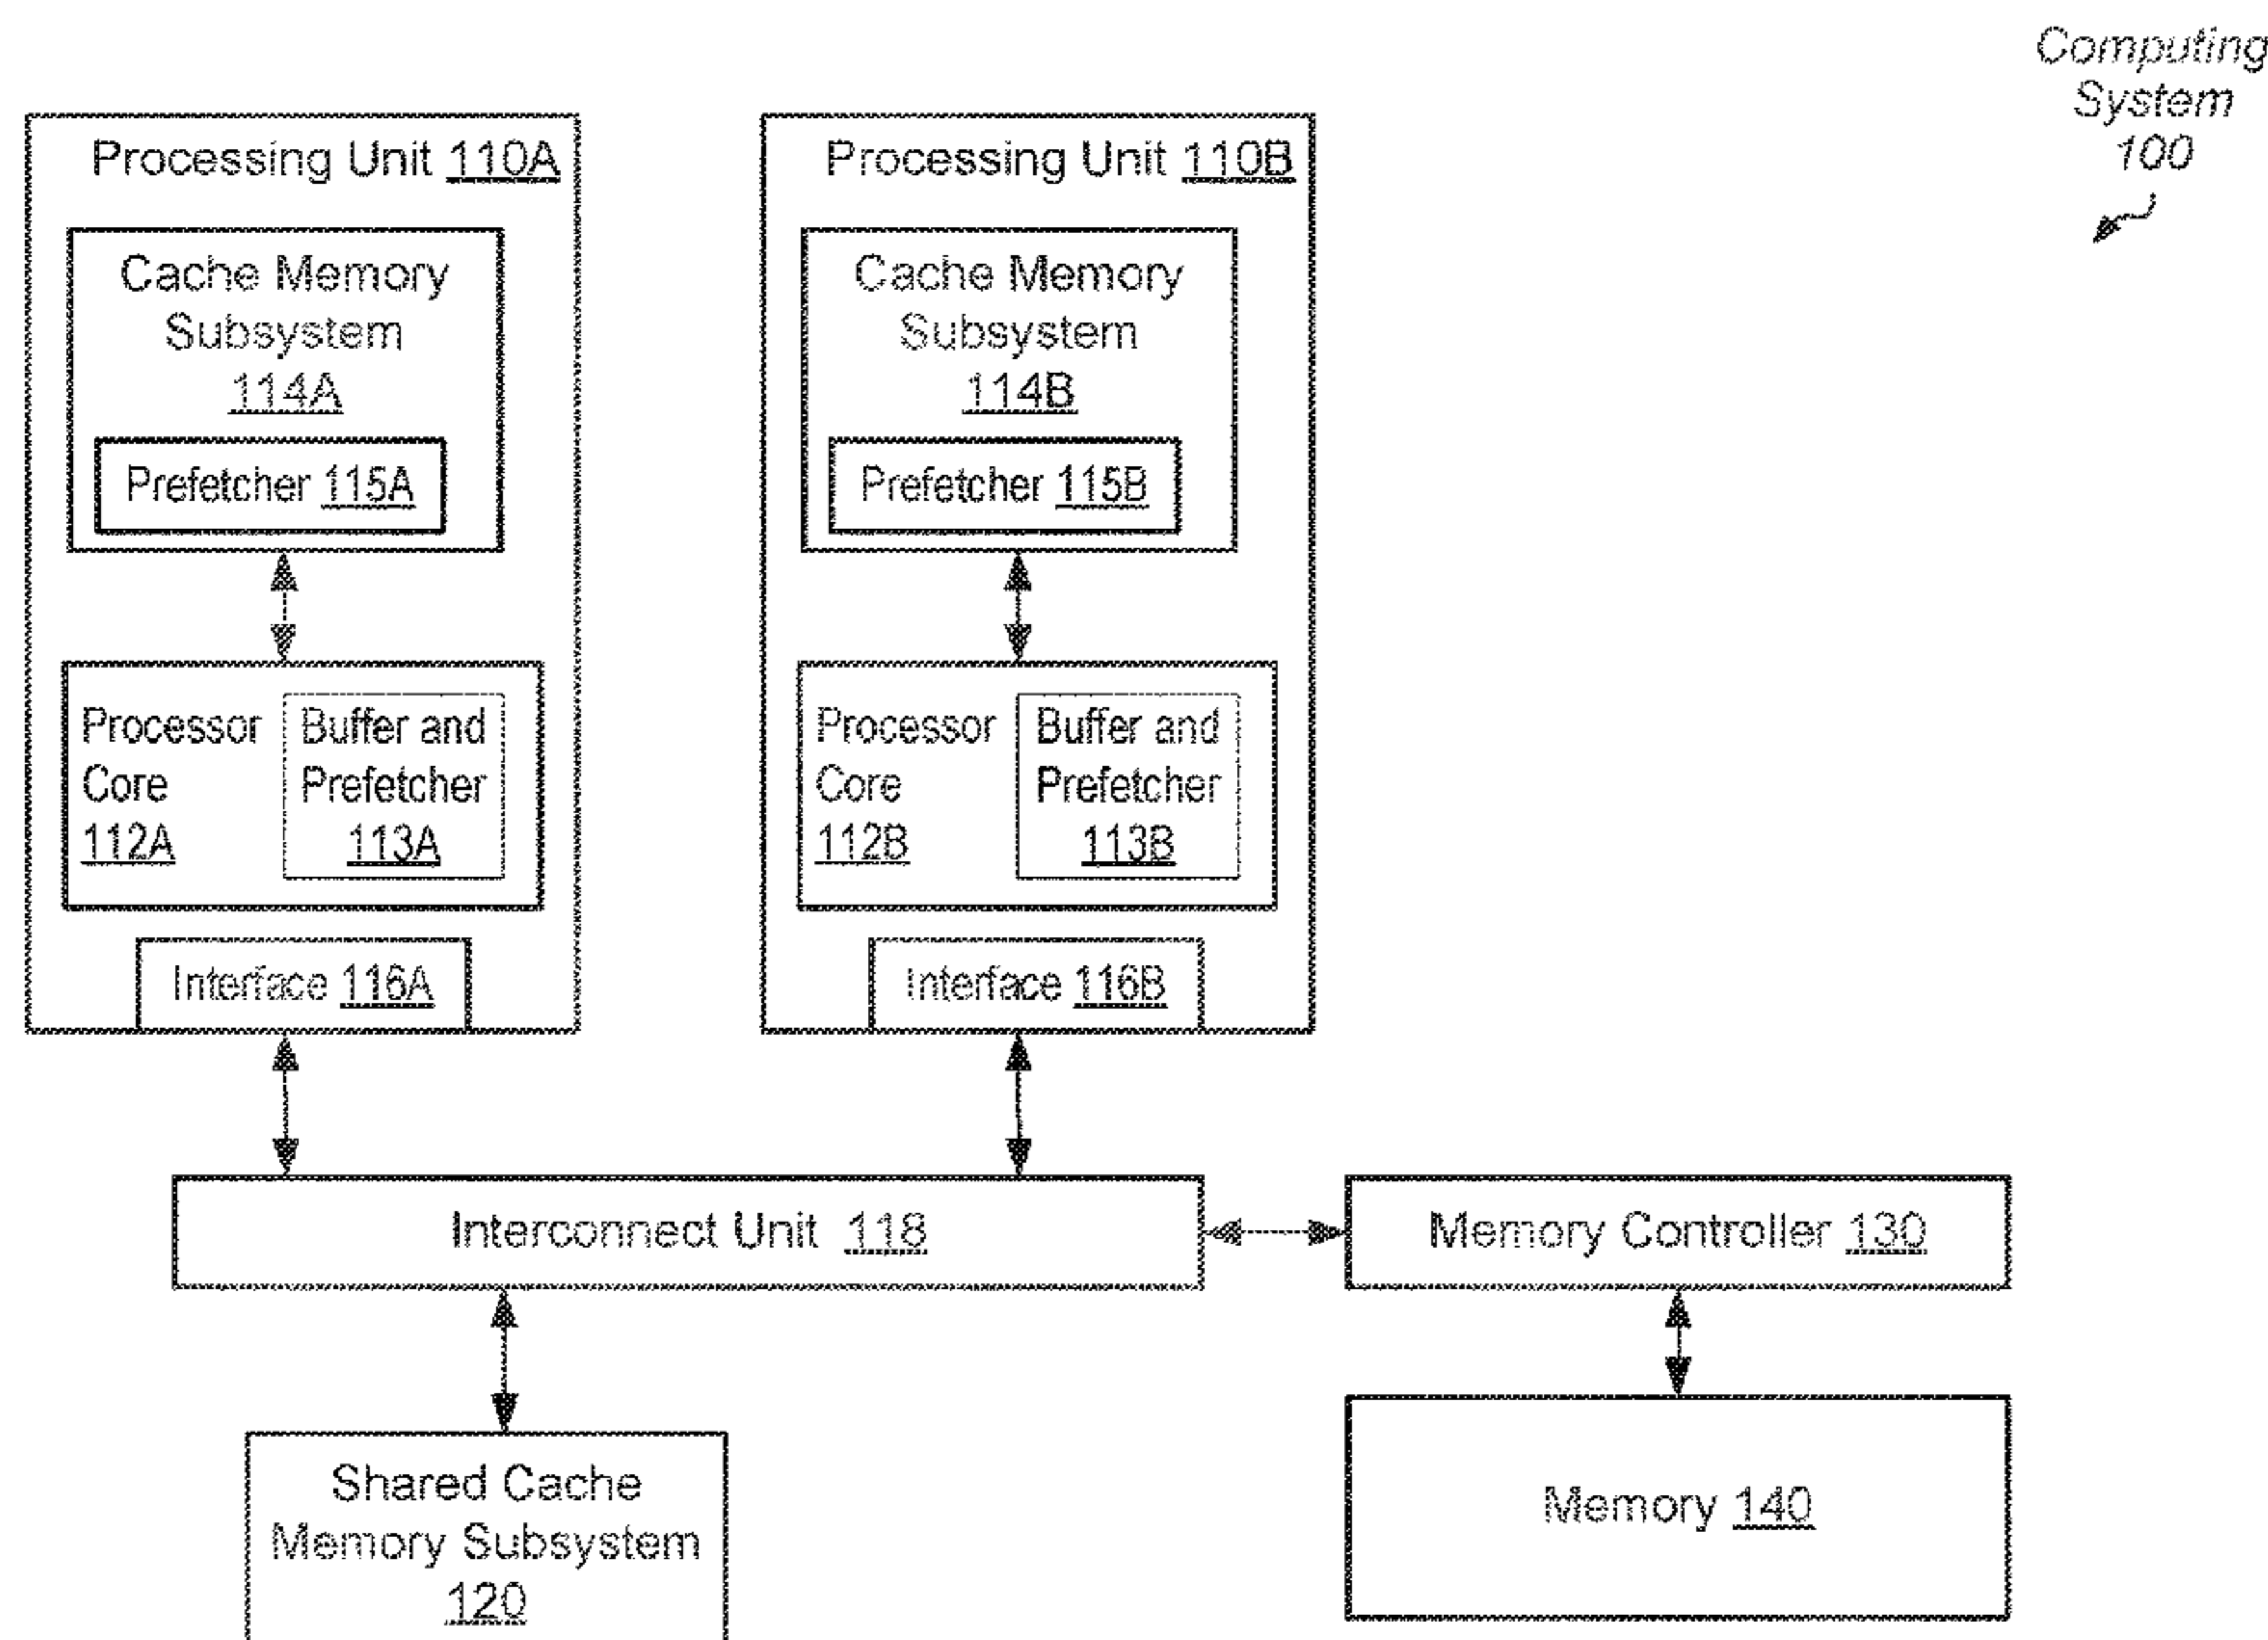 Computing
System
100
Processing Unit 110A
Cache Memory
Subsystem
114A
Prefetcher 115A
Processor
Core
112A
Buffer and
Prefetcher
113A
Interface 116A
Processing Unit 110B
Cache Memory
Subsystem
114B
Prefetcher 115B
Processor
Core
112B
Buffer and
Prefetcher
113B
Interface 116B
Interconnect Unit 118
Memory Controller 130
Shared Cache
Memory Subsystem
120
Memory 140